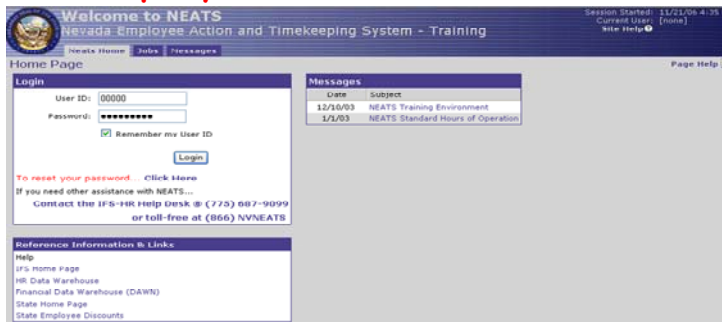 Welcome to NEATS
Nevada Employee Action and Timekeeping System - Training
Session Started: 11/21/06 4:35
Current User: [none]
Site Help
Neats Home Jobs Messages
Home Page
Page Help
Login
User ID: 00000
Password: •••••••••
Remember my User ID
Login
To reset your password... Click Here
If you need other assistance with NEATS...
Contact the IFS-HR Help Desk @ (775) 687-9099
or toll-free at (866) NVNEATS
Messages
Date Subject
12/10/03 NEATS Training Environment
1/1/03 NEATS Standard Hours of Operation
Reference Information & Links
Help
IFS Home Page
HR Data Warehouse
Financial Data Warehouse (DAWN)
State Home Page
State Employee Discounts